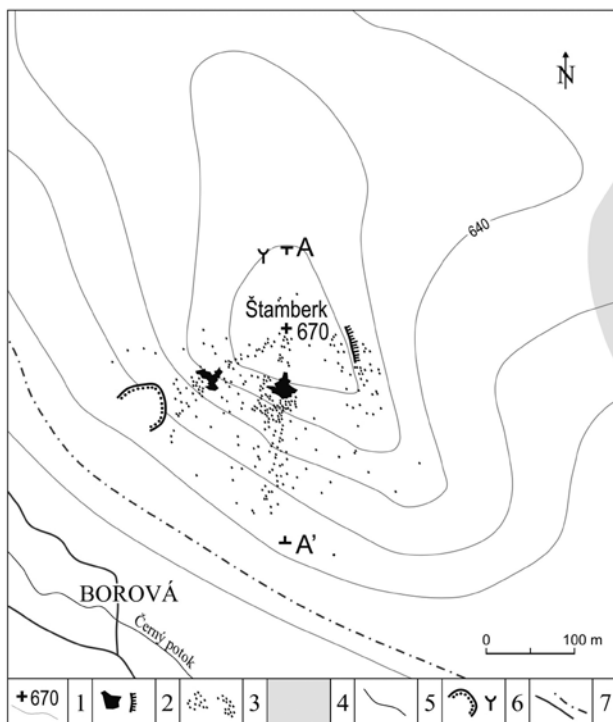 N
640
A
Štamberk
670
A'
BOROVÁ
Černý potok
0 100 m
+670 1 2 3 4 5 6 7